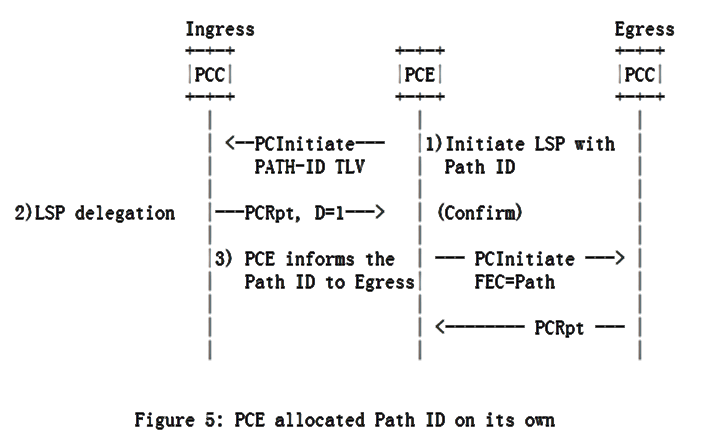 Ingress Egress
+-+-+ +-+-+ +-+-+
|PCC| |PCE| |PCC|
+-+-+ +-+-+ +-+-+
<--PCInitiate--- 1)Initiate LSP with
PATH-ID TLV Path ID
2)LSP delegation ---PCRpt, D=1---> (Confirm)
3) PCE informs the --- PCInitiate --->
Path ID to Egress FEC=Path
<-------- PCRpt ---
Figure 5: PCE allocated Path ID on its own